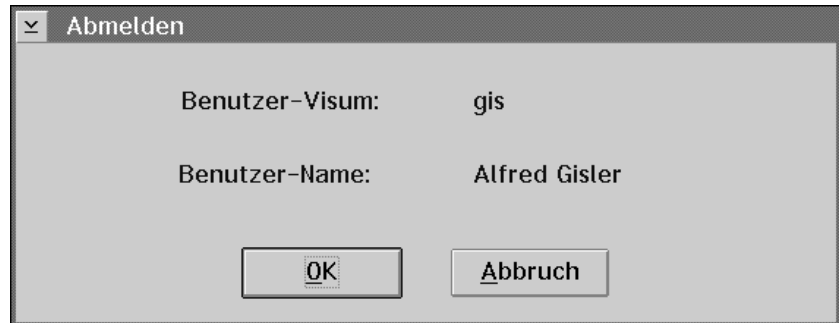 Abmelden
Benutzer-Visum: gis
Benutzer-Name: Alfred Gisler
OK Abbruch